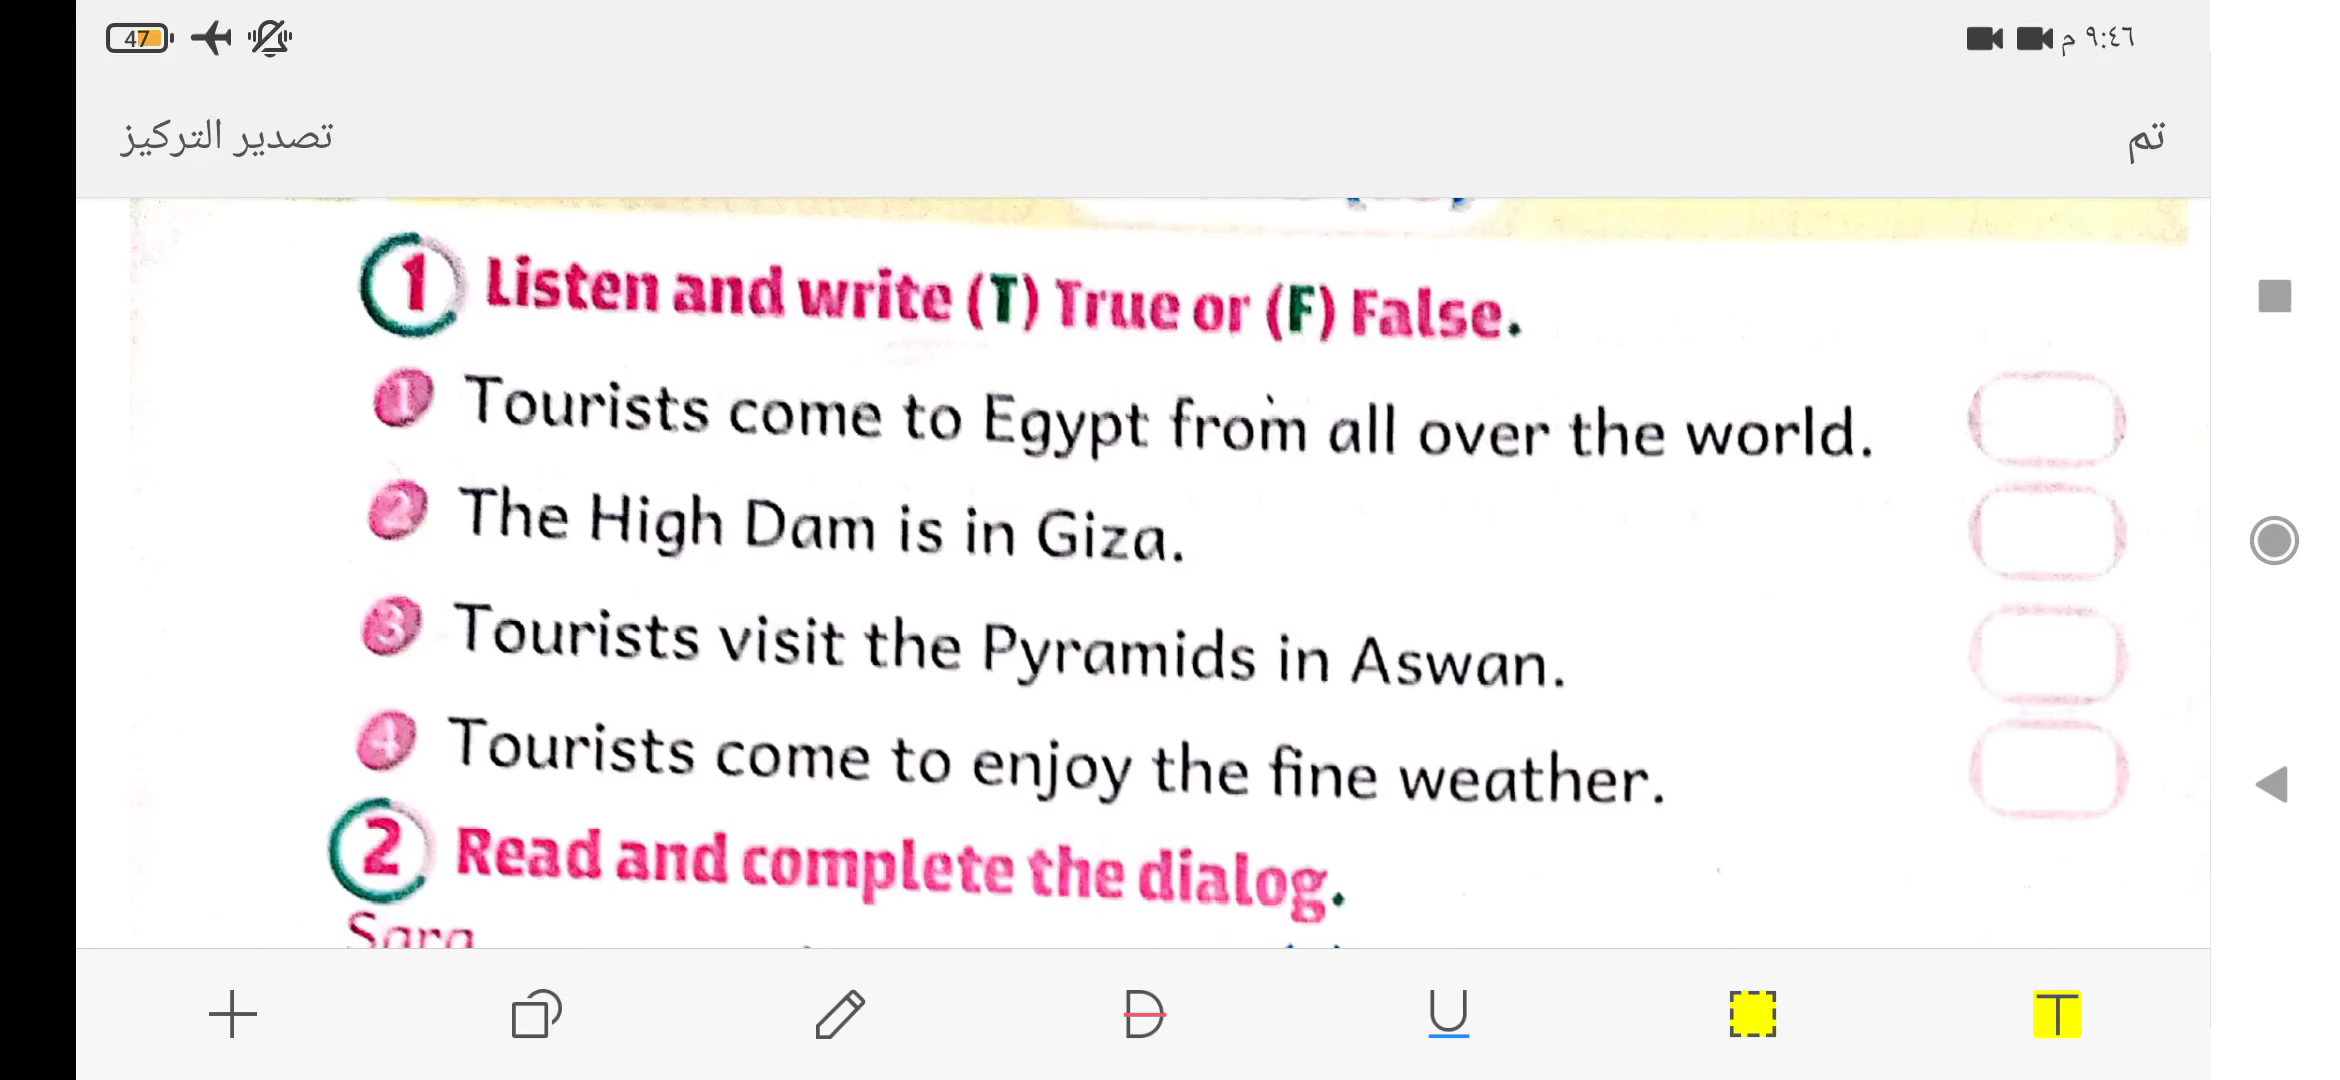 47
٩:٤٦ م
تصدير التركيز
تم
1 Listen and write (T) True or (F) False.
1 Tourists come to Egypt from all over the world.
2 The High Dam is in Giza.
3 Tourists visit the Pyramids in Aswan.
4 Tourists come to enjoy the fine weather.
2 Read and complete the dialog.
Sara
D
U
T